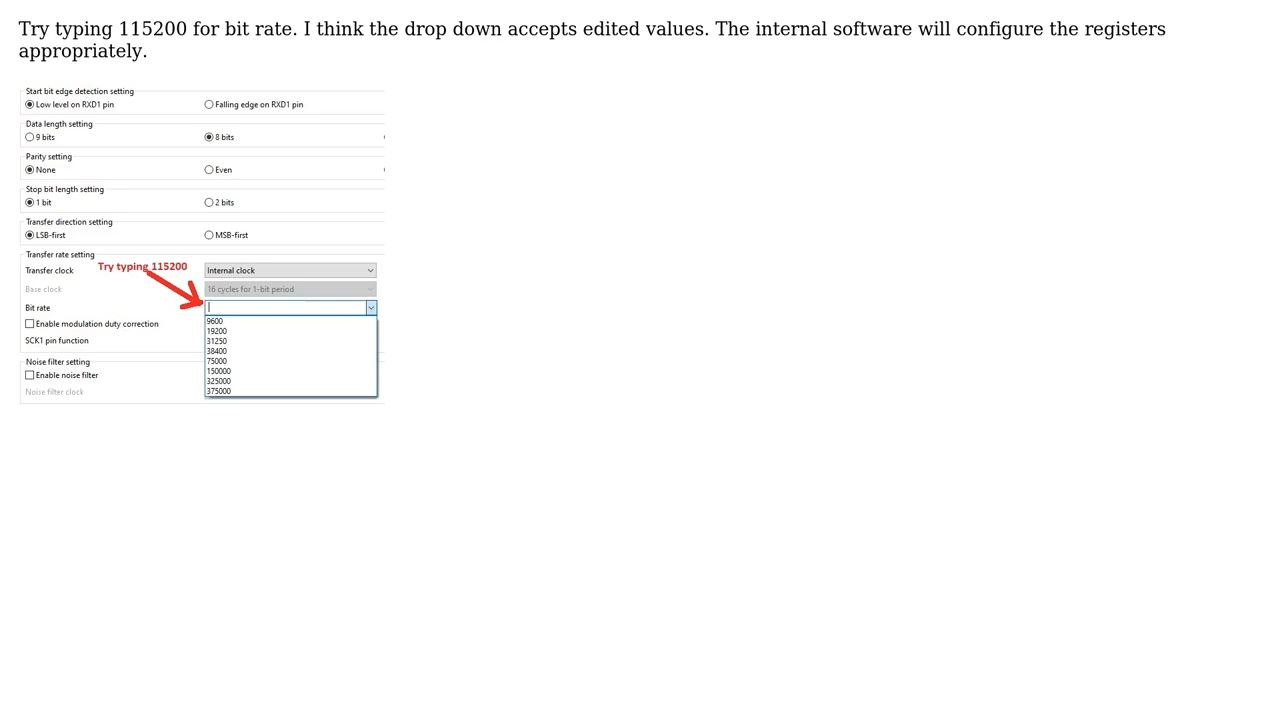 Try typing 115200 for bit rate. I think the drop down accepts edited values. The internal software will configure the registers
appropriately.
Start bit edge detection setting
Low level on RXD1 pin Falling edge on RXD1 pin
Data length setting
9 bits 8 bits
Parity setting
None Even
Stop bit length setting
1 bit 2 bits
Transfer direction setting
LSB-first MSB-first
Transfer rate setting
Try typing 115200
Transfer clock Internal clock
Base clock 16 cycles for 1-bit period
Bit rate
9600
Enable modulation duty correction
19200
31250
SCK1 pin function
38400
75000
Noise filter setting
150000
Enable noise filter
325000
375000
Noise filter clock